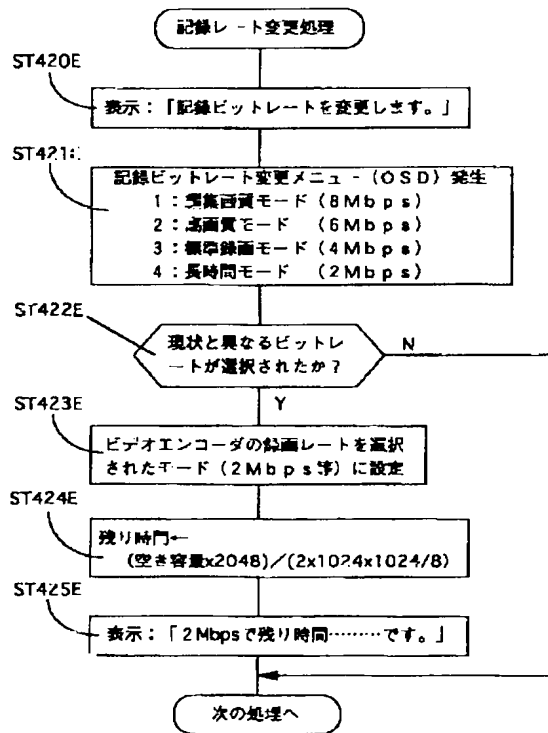 記録レート変更処理
ST420E
表示：「記録ビットレートを変更します。」
ST421E
記録ビットレート変更メニュー（OSD）発生
1：編集画質モード（8Mbps）
2：高画質モード（6Mbps）
3：標準録画モード（4Mbps）
4：長時間モード（2Mbps）
ST422E
現状と異なるビットレ
ートが選択されたか？
N
Y
ST423E
ビデオエンコーダの録画レートを選択
されたモード（2Mbps等）に設定
ST424E
残り時間←
(空き容量x2048)／(2x1024x1024/8)
ST425E
表示：「2Mbpsで残り時間………です。」
次の処理へ